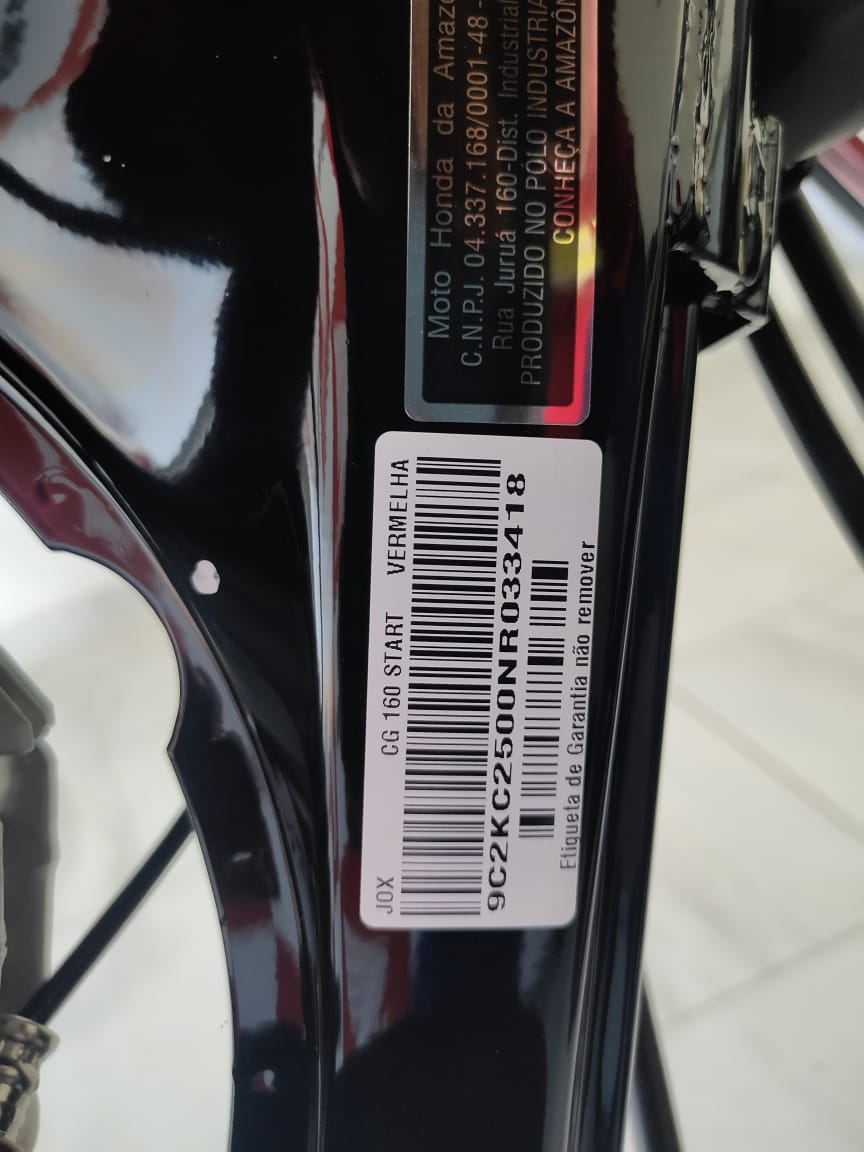 Moto Honda da Amazô
C.N.P.J. 04.337.168/0001-48 -
Rua Juruá 160-Dist. Industrial
PRODUZIDO NO PÓLO INDUSTRIA
CONHEÇA A AMAZÔN
JOX CG 160 START VERMELHA
9C2KC2500NR033418
Etiqueta de Garantia não remover